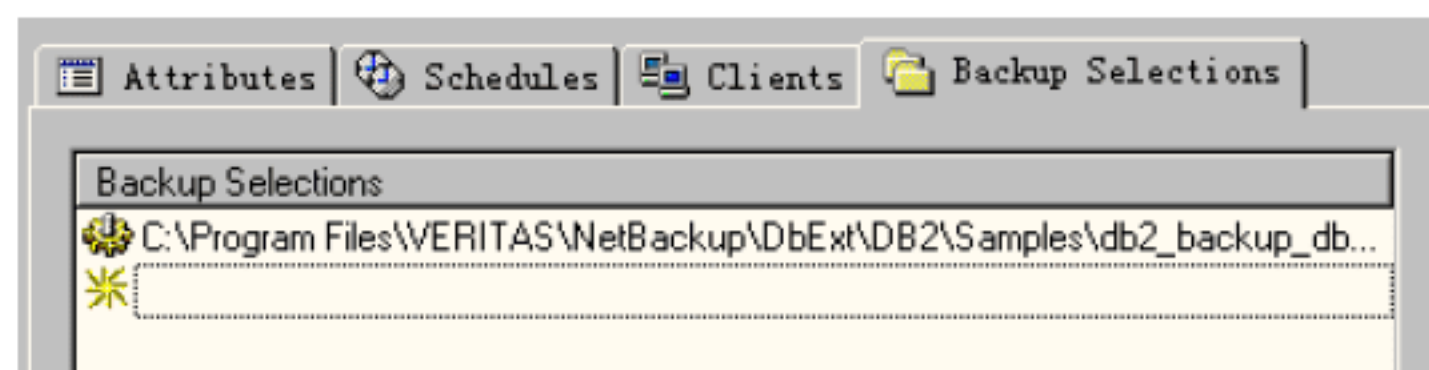 Attributes Schedules Clients Backup Selections
Backup Selections
C:\Program Files\VERITAS\NetBackup\DbExt\DB2\Samples\db2_backup_db...